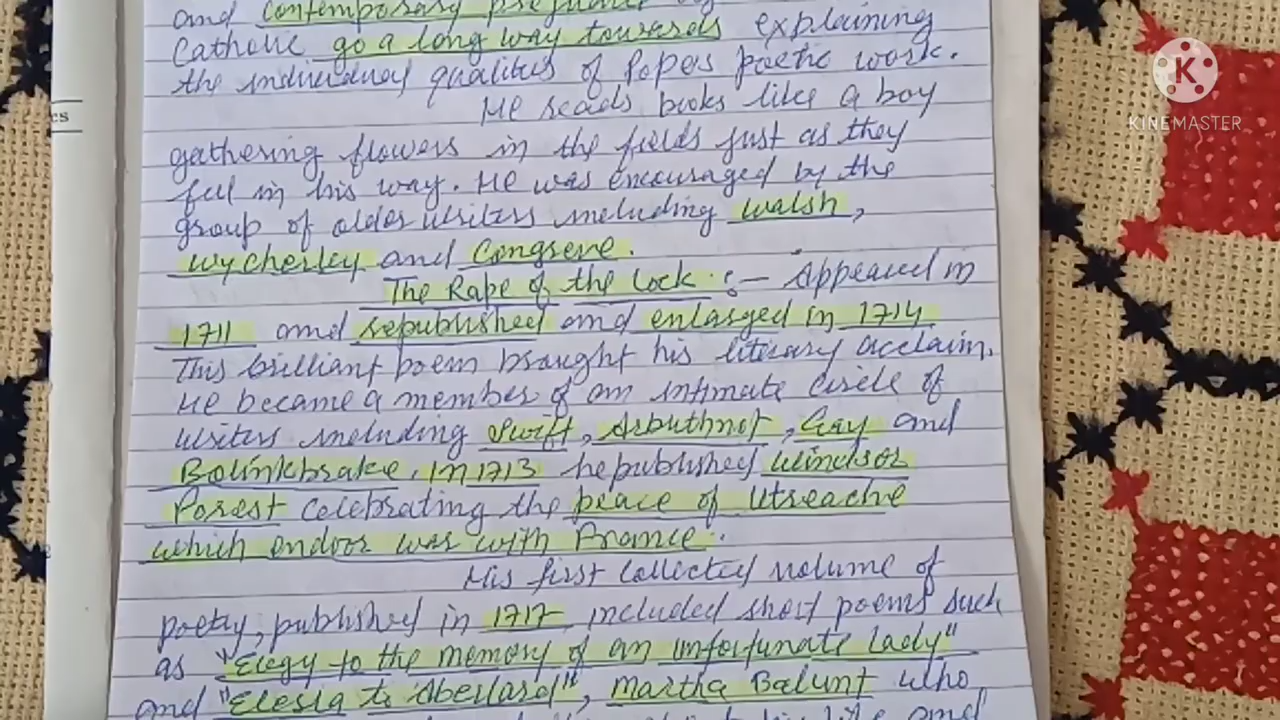 and contemporary
Catholic go a long way towards explaining
the individual qualities of Popes poetic work.
He reads books like a boy
gathering flowers in the fields just as they
fell in his way. He was encouraged by the
group of older writers including Walsh,
Wycherley and Congreve.
The Rape of the Lock :- Appeared in
1711 and republished and enlarged in 1714
This brilliant poem brought his literary acclaim.
He became a member of an intimate circle of
writers including Swift, Arbuthnot, Gay and
Bolinkbrake. In 1713 he published Windsor
Forest celebrating the peace of Utreache
which endoor war with France.
His first collected volume of
poetry, published in 1717 included short poems such
as "Elegy to the memory of an unfortunate lady"
and "Elesia to Aberlard", Martha Balunt who
and
cs
K
KINEMASTER